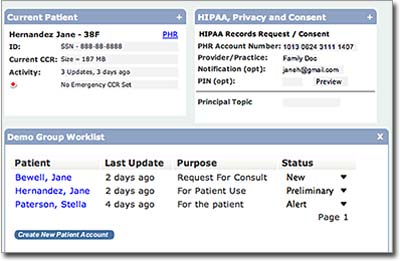 Current Patient +
Hernandez Jane - 38F PHR
ID: SSN - 888-88-8888
Current CCR: Size = 187 MB
Activity: 3 Updates, 3 days ago
No Emergency CCR Set
HIPAA, Privacy and Consent +
HIPAA Records Request / Consent
PHR Account Number: 1013 0824 3111 1407
Provider/Practice: Family Doc
Notification (opt): janeh@gmail.com
PIN (opt): Preview
Principal Topic
Demo Group Worklist X
Patient Last Update Purpose Status
Bewell, Jane 2 days ago Request For Consult New
Hernandez, Jane 2 days ago For Patient Use Preliminary
Paterson, Stella 4 days ago For the patient Alert
Page 1
Create New Patient Account